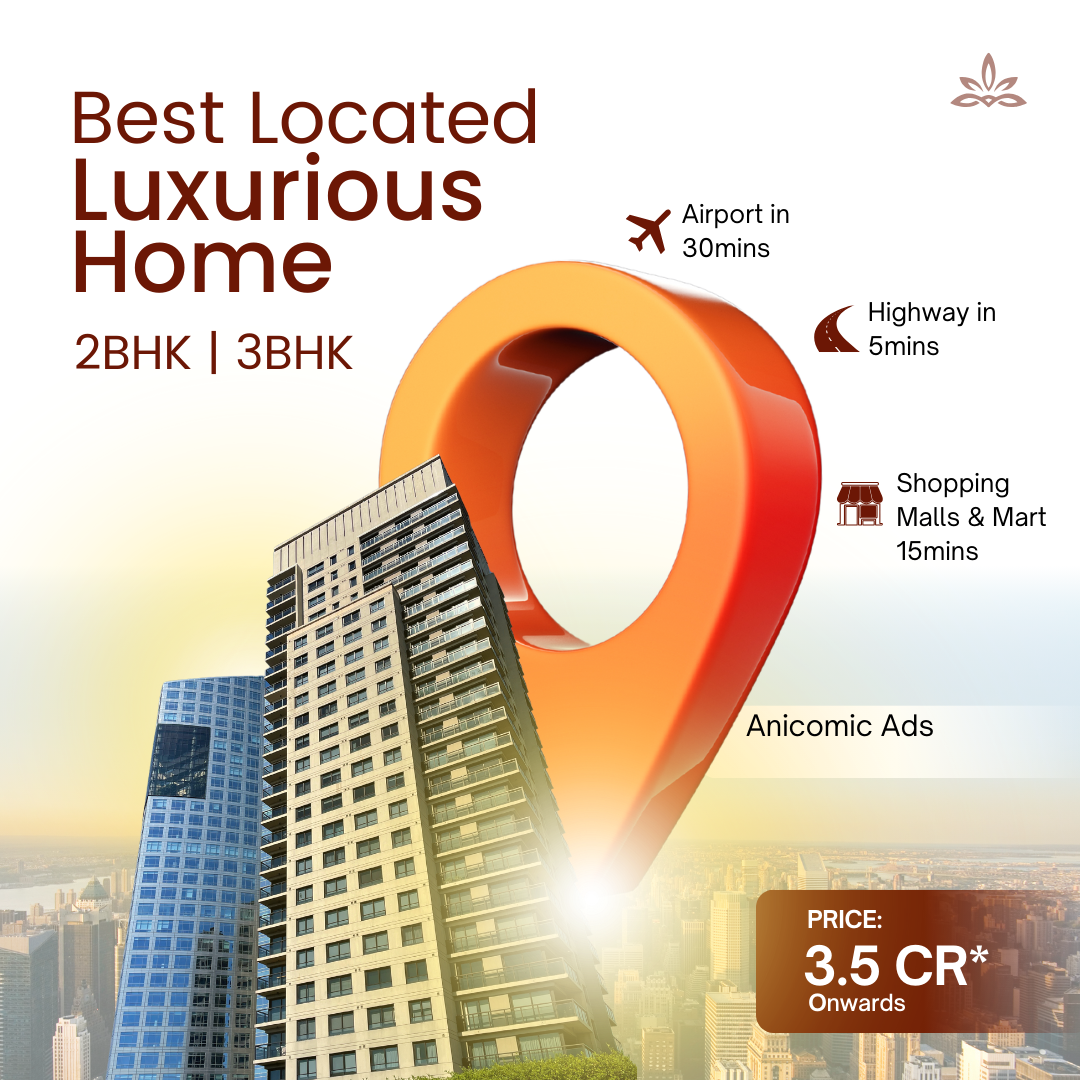 Best Located
Luxurious
Home
2BHK | 3BHK
Airport in
30mins
Highway in
5mins
Shopping
Malls & Mart
15mins
Anicomic Ads
PRICE:
3.5 CR*
Onwards